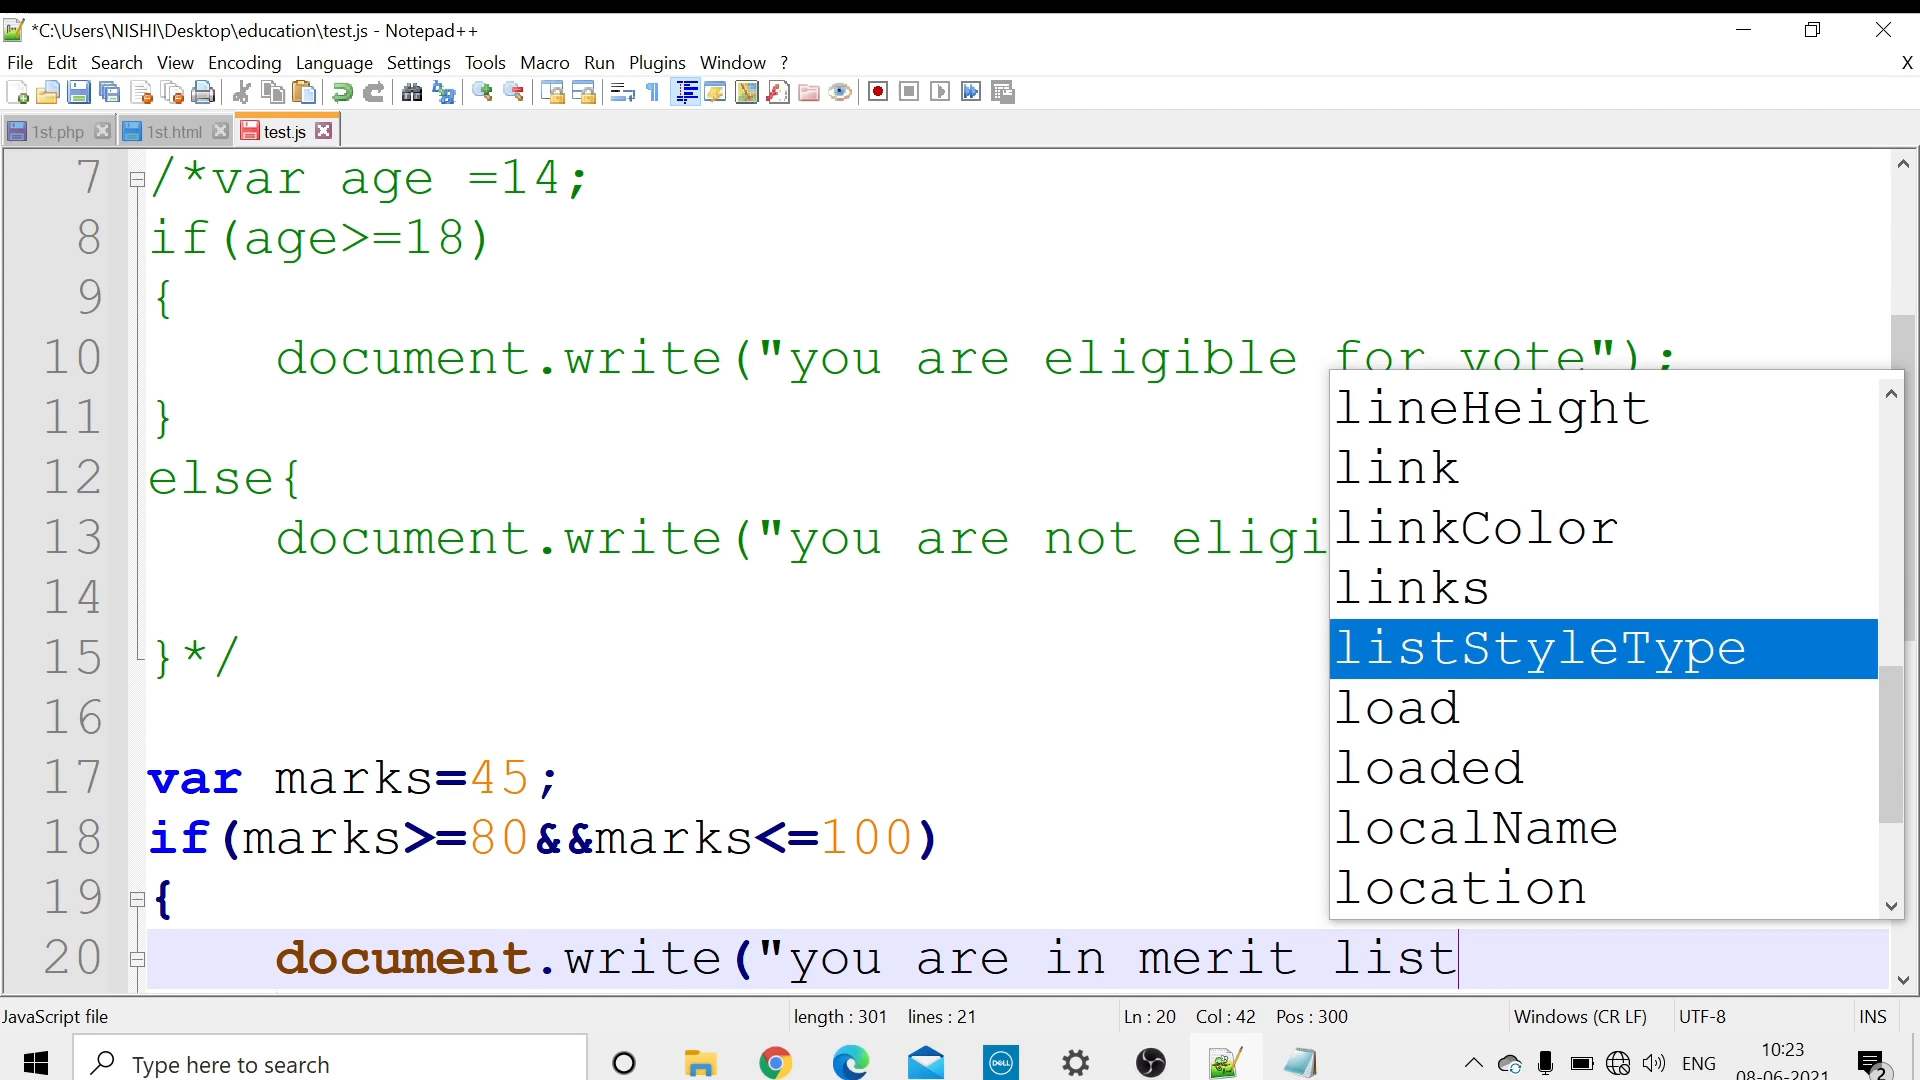 *C:\Users\NISHI\Desktop\education\test.js - Notepad++
File Edit Search View Encoding Language Settings Tools Macro Run Plugins Window ? X
1st.php 1st.html test.js
7 /*var age =14;
8 if(age>=18)
9 {
10 document.write("you are eligible for vote");
11 }
12 else{
13 document.write("you are not eligi
14
15 }*/
16
17 var marks=45;
18 if(marks>=80&&marks<=100)
19 {
20 document.write("you are in merit list
lineHeight
link
linkColor
links
listStyleType
load
loaded
localName
location
JavaScript file length : 301 lines : 21 Ln : 20 Col : 42 Pos : 300 Windows (CR LF) UTF-8 INS
Type here to search DELL ENG 10:23
08-06-2021 2